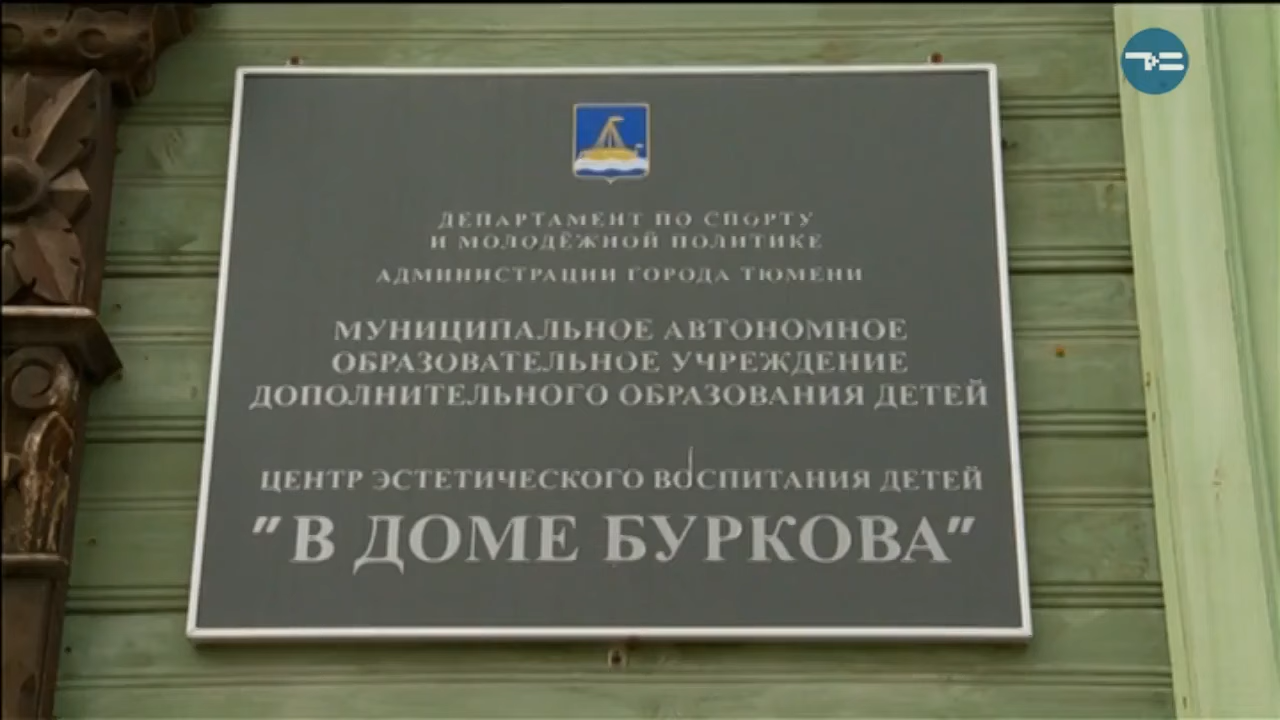 ДЕПАРТАМЕНТ ПО СПОРТУ
И МОЛОДЁЖНОЙ ПОЛИТИКЕ
АДМИНИСТРАЦИИ ГОРОДА ТЮМЕНИ
МУНИЦИПАЛЬНОЕ АВТОНОМНОЕ
ОБРАЗОВАТЕЛЬНОЕ УЧРЕЖДЕНИЕ
ДОПОЛНИТЕЛЬНОГО ОБРАЗОВАНИЯ ДЕТЕЙ
ЦЕНТР ЭСТЕТИЧЕСКОГО ВОСПИТАНИЯ ДЕТЕЙ
"В ДОМЕ БУРКОВА"